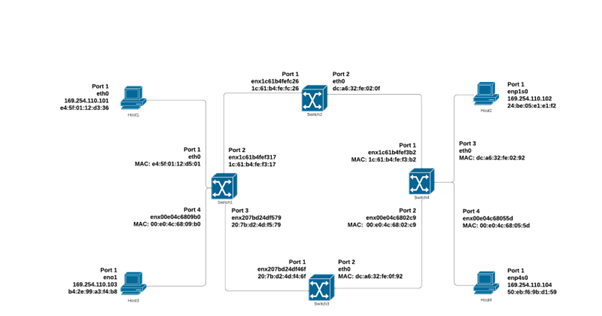 Port 1
eth0
169.254.110.101
e4:5f:01:12:d3:36
Host1
Port 1
enx1c61b4fefc26
1c:61:b4:fe:fc:26
Port 2
eth0
dc:a6:32:fe:02:0f
Switch2
Port 1
enp1s0
169.254.110.102
24:be:05:e1:e1:f2
Port 1
eth0
MAC: e4:5f:01:12:d5:01
Port 2
enx1c61b4fef317
1c:61:b4:fe:f3:17
Port 1
enx1c61b4fef3b2
MAC: 1c:61:b4:fe:f3:b2
Port 3
eth0
MAC: dc:a6:32:fe:02:92
Switch4
Port 4
enx00e04c6809b0
MAC: 00:e0:4c:68:09:b0
Port 3
enx207bd24df579
20:7b:d2:4d:f5:79
Port 2
enx00e04c6802c9
MAC: 00:e0:4c:68:02:c9
Port 4
enx00e04c68055d
MAC: 00:e0:4c:68:05:5d
Port 1
eno1
169.254.110.103
b4:2e:99:a3:f4:b8
Host3
Port 1
enx207bd24df46f
20:7b:d2:4d:f4:6f
Port 2
eth0
MAC: dc:a6:32:fe:0f:92
Switch3
Port 1
enp4s0
169.254.110.104
50:eb:f6:9b:d1:59
Host4